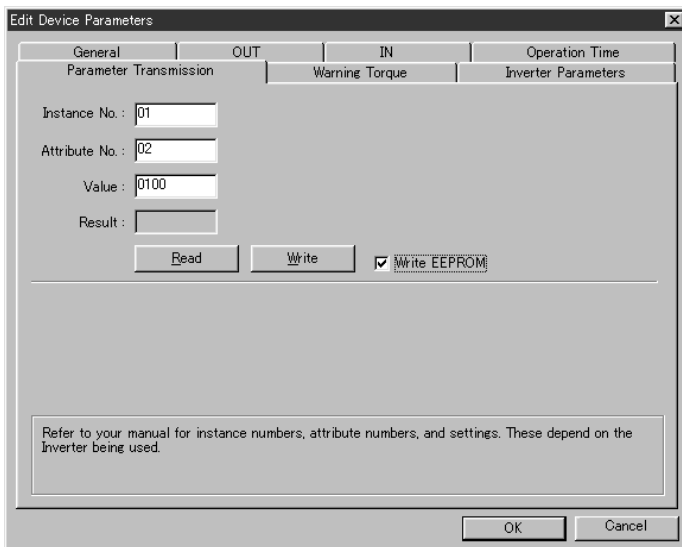 Edit Device Parameters
General OUT IN Operation Time
Parameter Transmission Warning Torque Inverter Parameters
Instance No. : 01
Attribute No. : 02
Value : 0100
Result :
Read Write Write EEPROM
Refer to your manual for instance numbers, attribute numbers, and settings. These depend on the
Inverter being used.
OK Cancel